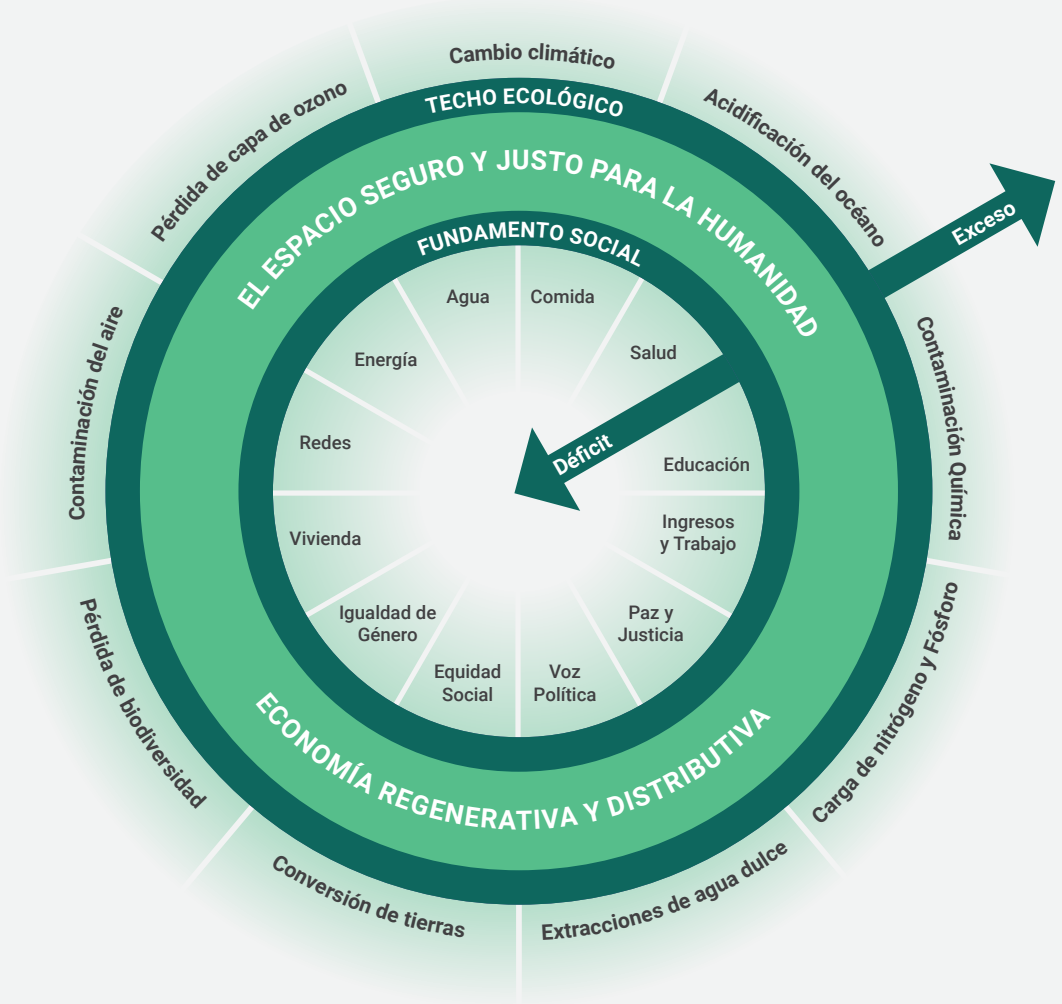 Cambio climático
TECHO ECOLÓGICO
Pérdida de capa de ozono
Acidificación del océano
EL ESPACIO SEGURO Y JUSTO PARA LA HUMANIDAD
Exceso
FUNDAMENTO SOCIAL
Agua
Comida
Energía
Salud
Contaminación del aire
Contaminación Química
Redes
Déficit
Educación
Vivienda
Ingresos
y Trabajo
Igualdad de
Género
Paz y
Justicia
Equidad
Social
Voz
Política
Pérdida de biodiversidad
Carga de nitrógeno y Fósforo
ECONOMÍA REGENERATIVA Y DISTRIBUTIVA
Conversión de tierras
Extracciones de agua dulce